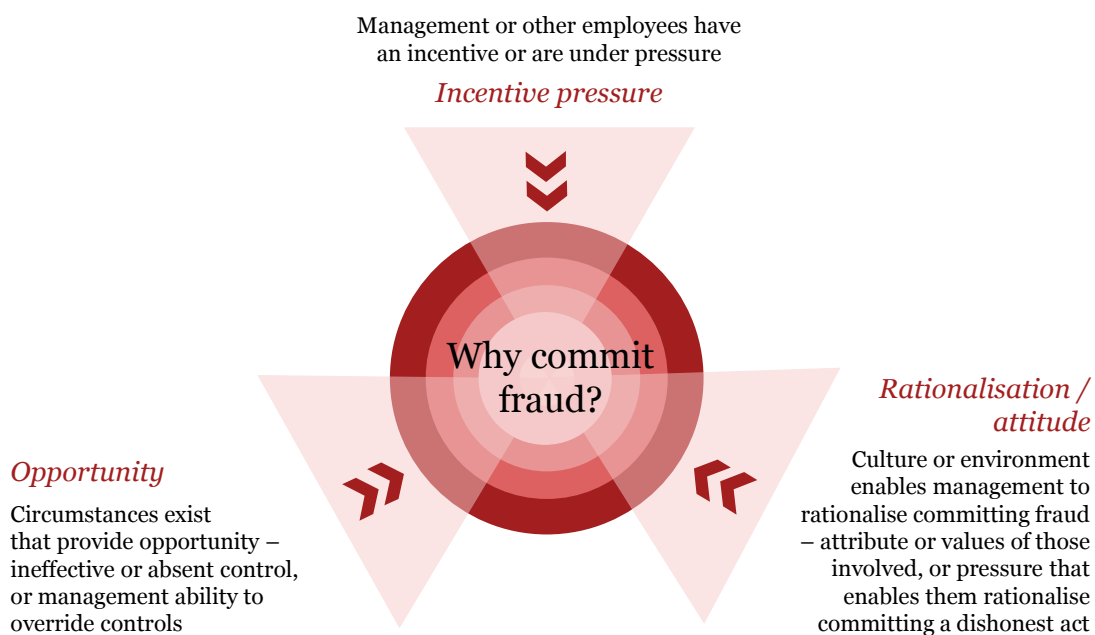 Management or other employees have
an incentive or are under pressure
Incentive pressure
Why commit
fraud?
Opportunity
Circumstances exist
that provide opportunity –
ineffective or absent control,
or management ability to
override controls
Rationalisation /
attitude
Culture or environment
enables management to
rationalise committing fraud
– attribute or values of those
involved, or pressure that
enables them rationalise
committing a dishonest act